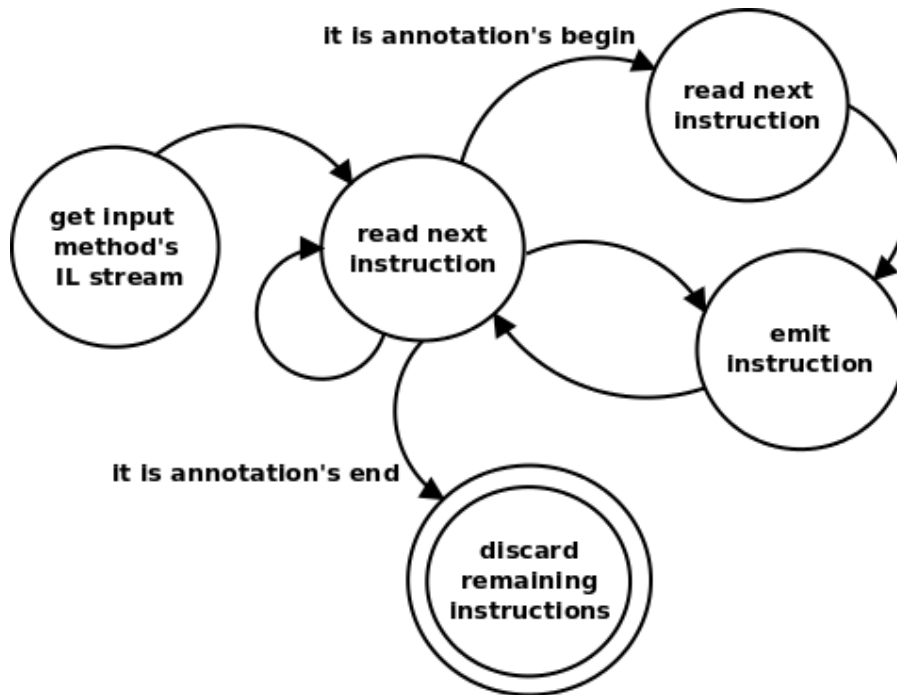 it is annotation's begin
read next
instruction
get input
method's
IL stream
read next
instruction
emit
instruction
it is annotation's end
discard
remaining
instructions